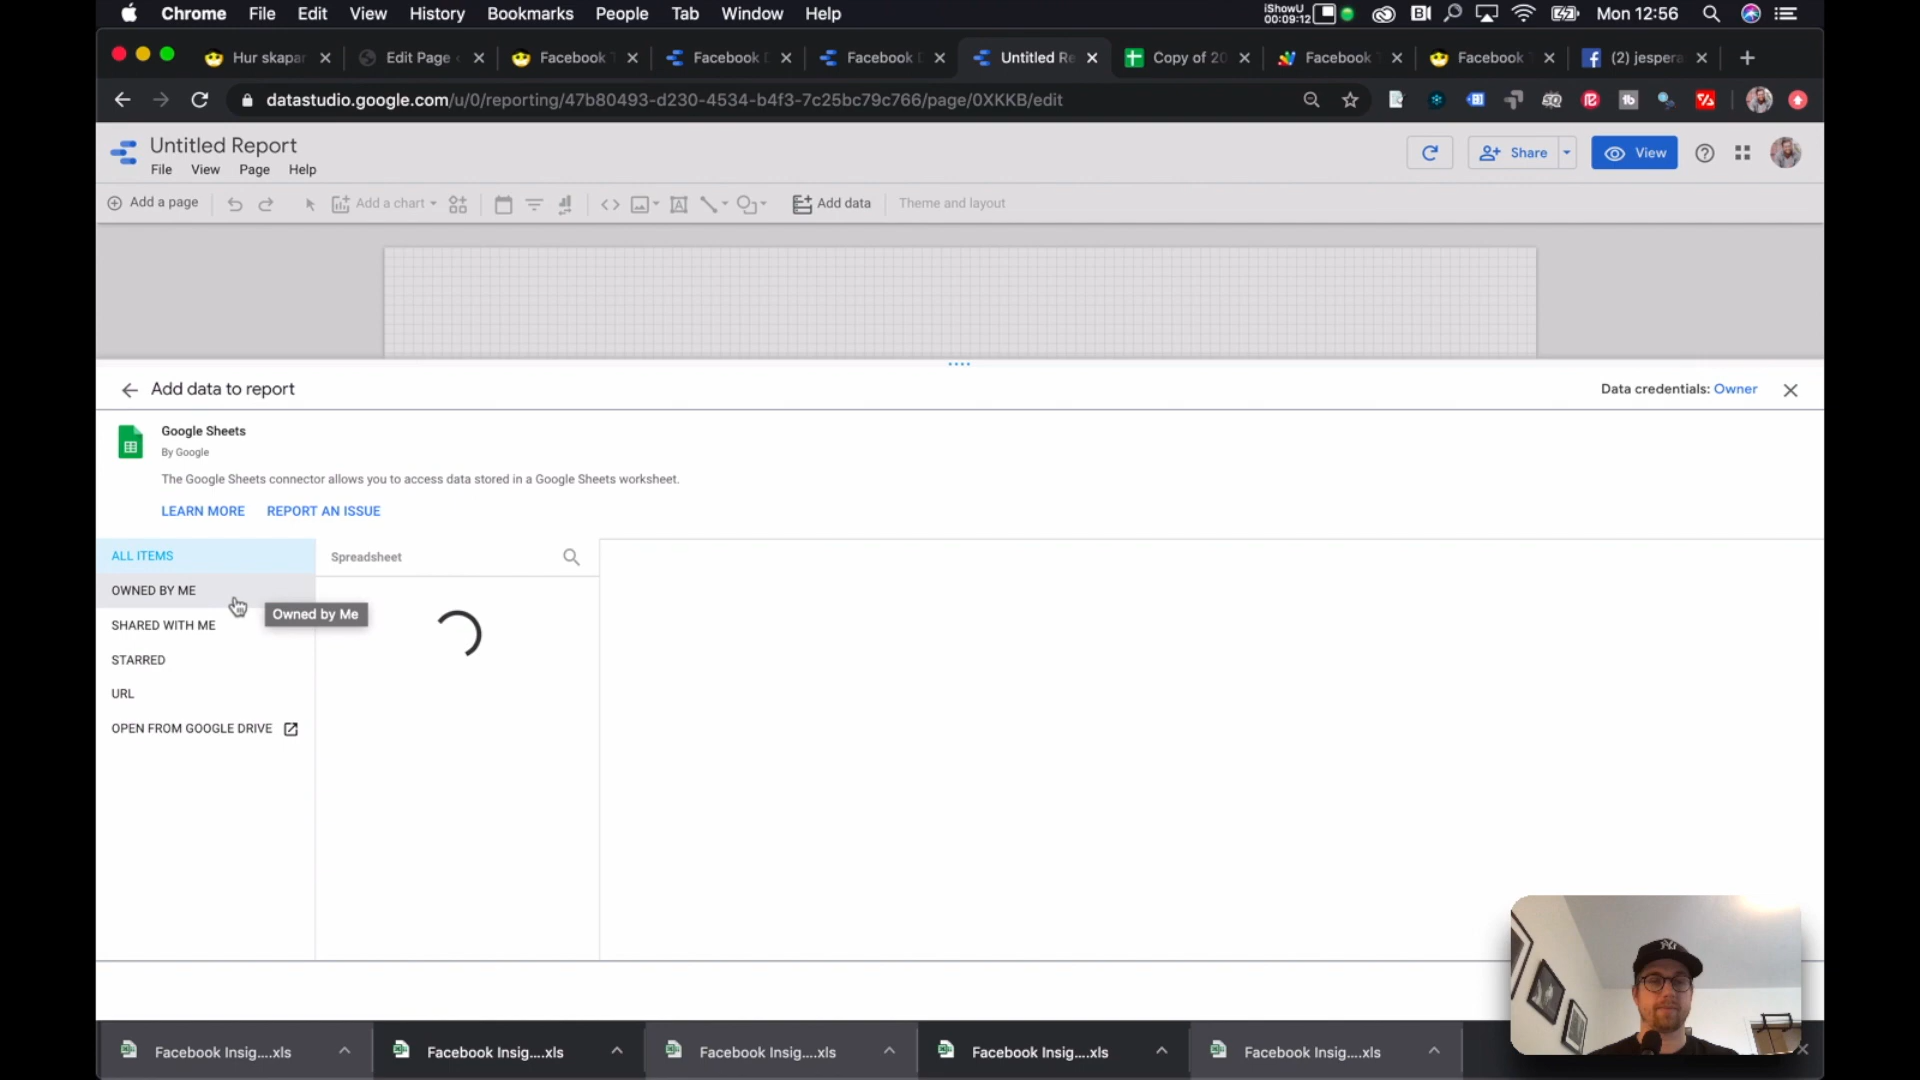 Chrome File Edit View History Bookmarks People Tab Window Help
iShowU
00:09:12
Mon 12:56
Hur skapar
Edit Page
Facebook T
Facebook D
Facebook D
Untitled Re
Copy of 20
Facebook T
Facebook T
(2) jespera
datastudio.google.com/u/0/reporting/47b80493-d230-4534-b4f3-7c25bc79c766/page/0XKKB/edit
Untitled Report
File View Page Help
Share
View
Add a page
Add a chart
Add data
Theme and layout
Add data to report
Data credentials: Owner
Google Sheets
By Google
The Google Sheets connector allows you to access data stored in a Google Sheets worksheet.
LEARN MORE REPORT AN ISSUE
ALL ITEMS
Spreadsheet
OWNED BY ME
Owned by Me
SHARED WITH ME
STARRED
URL
OPEN FROM GOOGLE DRIVE
Facebook Insig....xls
Facebook Insig....xls
Facebook Insig....xls
Facebook Insig....xls
Facebook Insig....xls